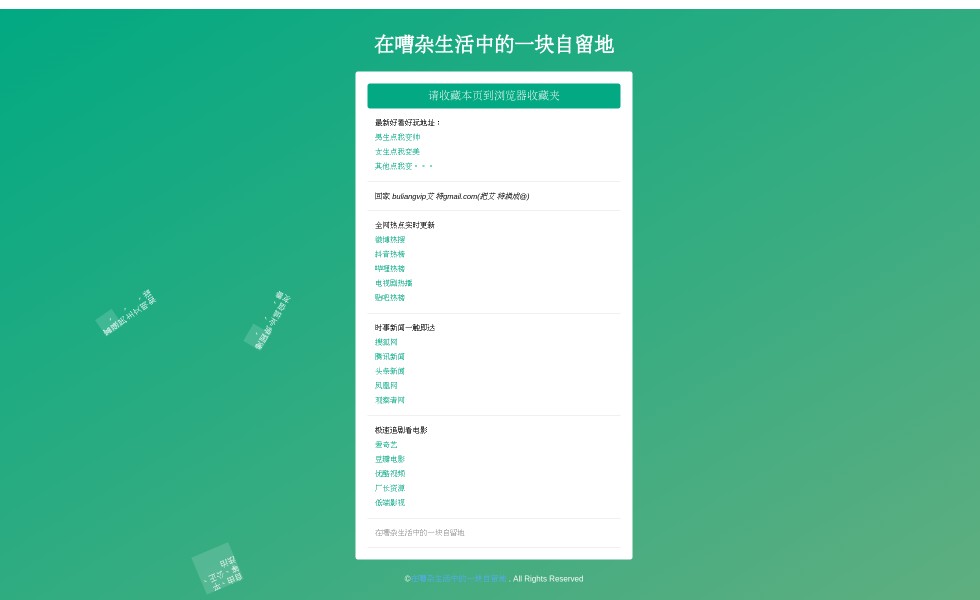 在嘈杂生活中的一块自留地
请收藏本页到浏览器收藏夹
最新好看好玩地址：
男生点我变帅
女生点我变美
其他点我变。。。
回家 buliangvip艾 特gmail.com(把艾 特换成@)
全网热点实时更新
微博热搜
抖音热榜
哔哩热榜
电视剧热播
贴吧热榜
时事新闻一触即达
搜狐网
腾讯新闻
头条新闻
凤凰网
观察者网
极速追剧看电影
爱奇艺
豆瓣电影
优酷视频
厂长资源
低端影视
在嘈杂生活中的一块自留地
©在嘈杂生活中的一块自留地 . All Rights Reserved